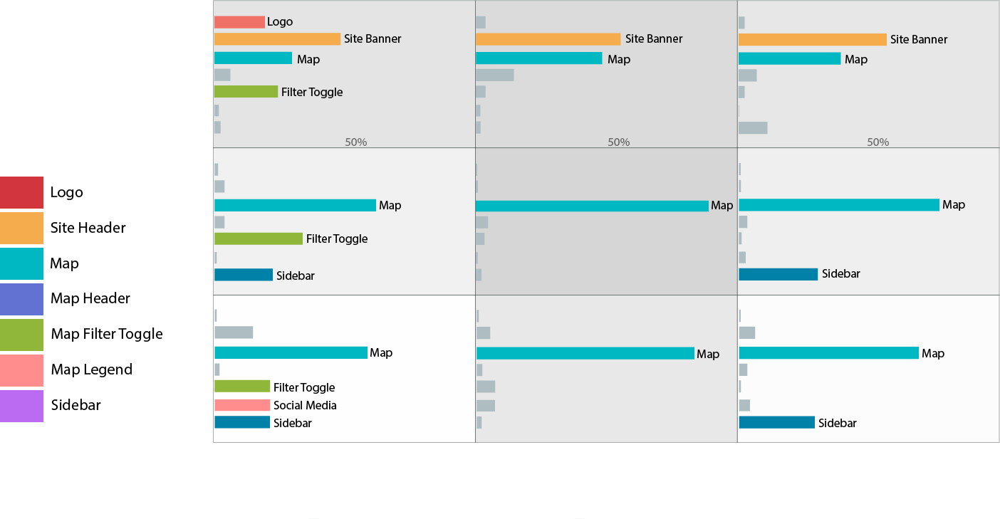 Logo
Site Banner
Map
Filter Toggle
50%
Site Banner
Map
50%
Site Banner
Map
50%
Logo
Site Header
Map
Map Header
Map Filter Toggle
Map Legend
Sidebar
Map
Filter Toggle
Sidebar
Map
Map
Sidebar
Map
Filter Toggle
Social Media
Sidebar
Map
Map
Sidebar